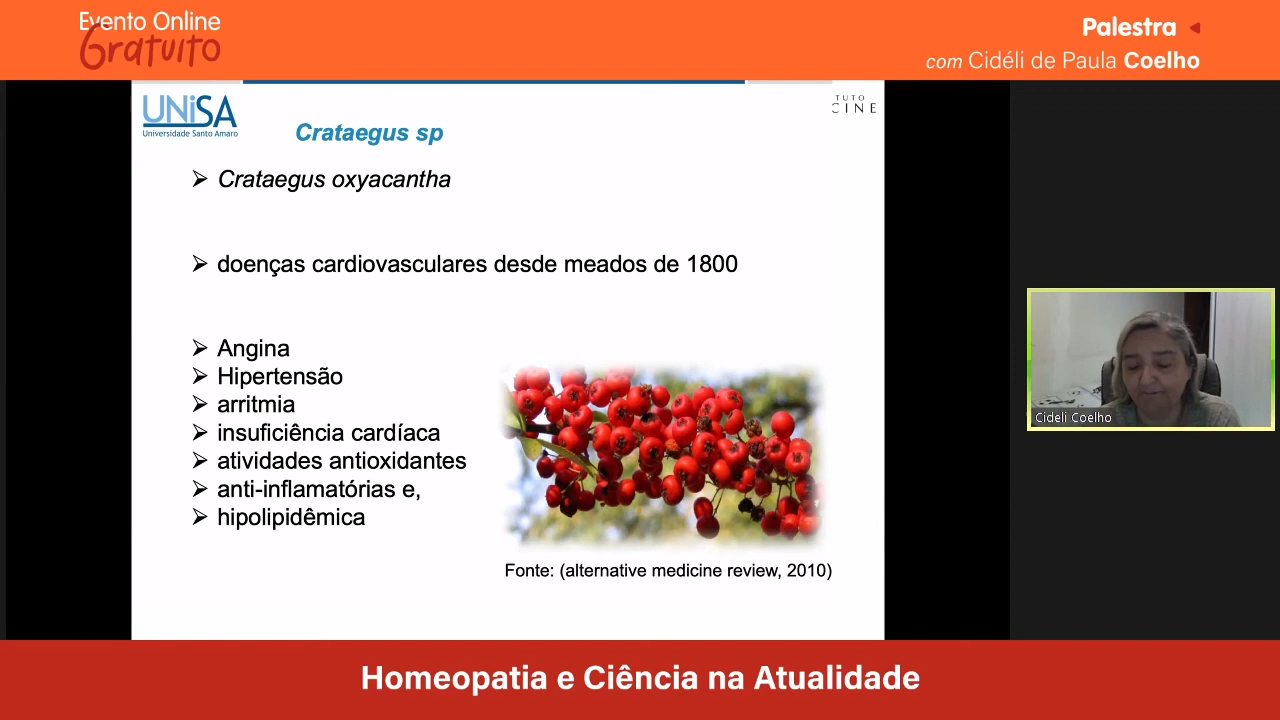 Evento Online
Gratuito
Palestra
com Cidéli de Paula Coelho
UNiSA
Universidade Santo Amaro
TUTO
CINE
Crataegus sp
Crataegus oxyacantha
doenças cardiovasculares desde meados de 1800
Angina
Hipertensão
arritmia
insuficiência cardíaca
atividades antioxidantes
anti-inflamatórias e,
hipolipidêmica
Fonte: (alternative medicine review, 2010)
Cideli Coelho
Homeopatia e Ciência na Atualidade